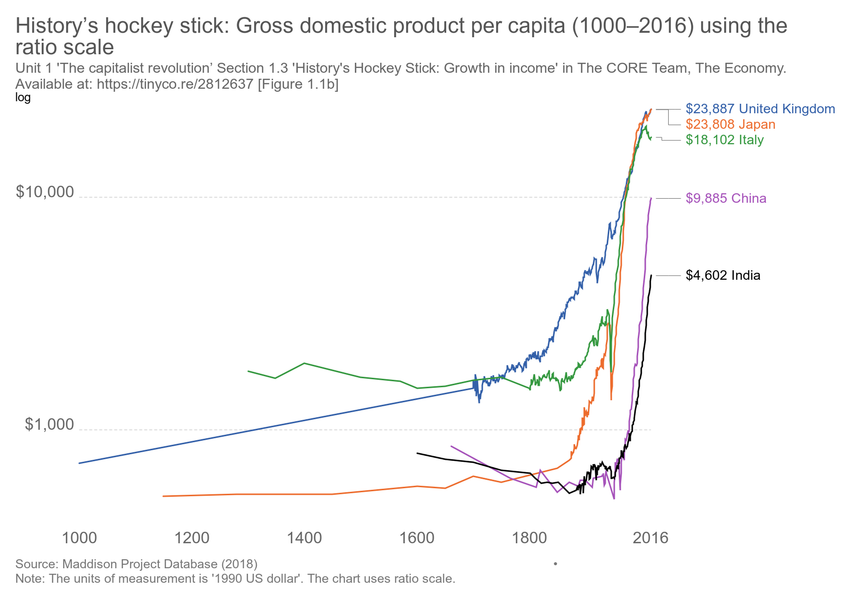 History’s hockey stick: Gross domestic product per capita (1000–2016) using the
ratio scale
Unit 1 'The capitalist revolution’ Section 1.3 'History's Hockey Stick: Growth in income' in The CORE Team, The Economy.
Available at: https://tinyco.re/2812637 [Figure 1.1b]
log
$23,887 United Kingdom
$23,808 Japan
$18,102 Italy
$10,000
$9,885 China
$4,602 India
$1,000
1000 1200 1400 1600 1800 2016
Source: Maddison Project Database (2018)
Note: The units of measurement is '1990 US dollar'. The chart uses ratio scale.